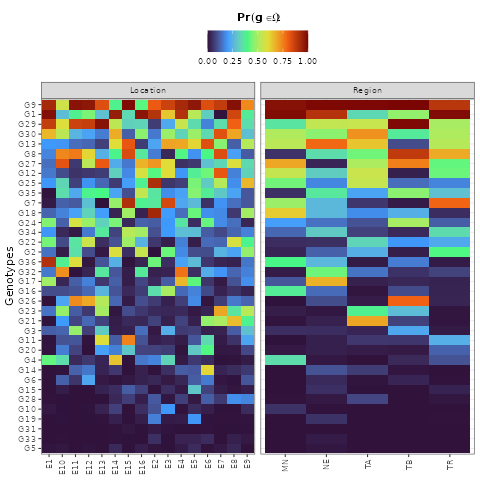 Pr(g ∈Ω
0.00 0.25 0.50 0.75 1.00
Location Region
Genotypes
G9
G1
G29
G30
G13
G8
G27
G12
G25
G35
G7
G18
G24
G34
G22
G2
G36
G32
G17
G16
G26
G23
G21
G3
G11
G20
G4
G14
G6
G15
G28
G10
G19
G31
G33
G5
E1 E10 E11 E12 E13 E14 E15 E16 E2 E3 E4 E5 E6 E7 E8 E9 MN NE TA TB TR